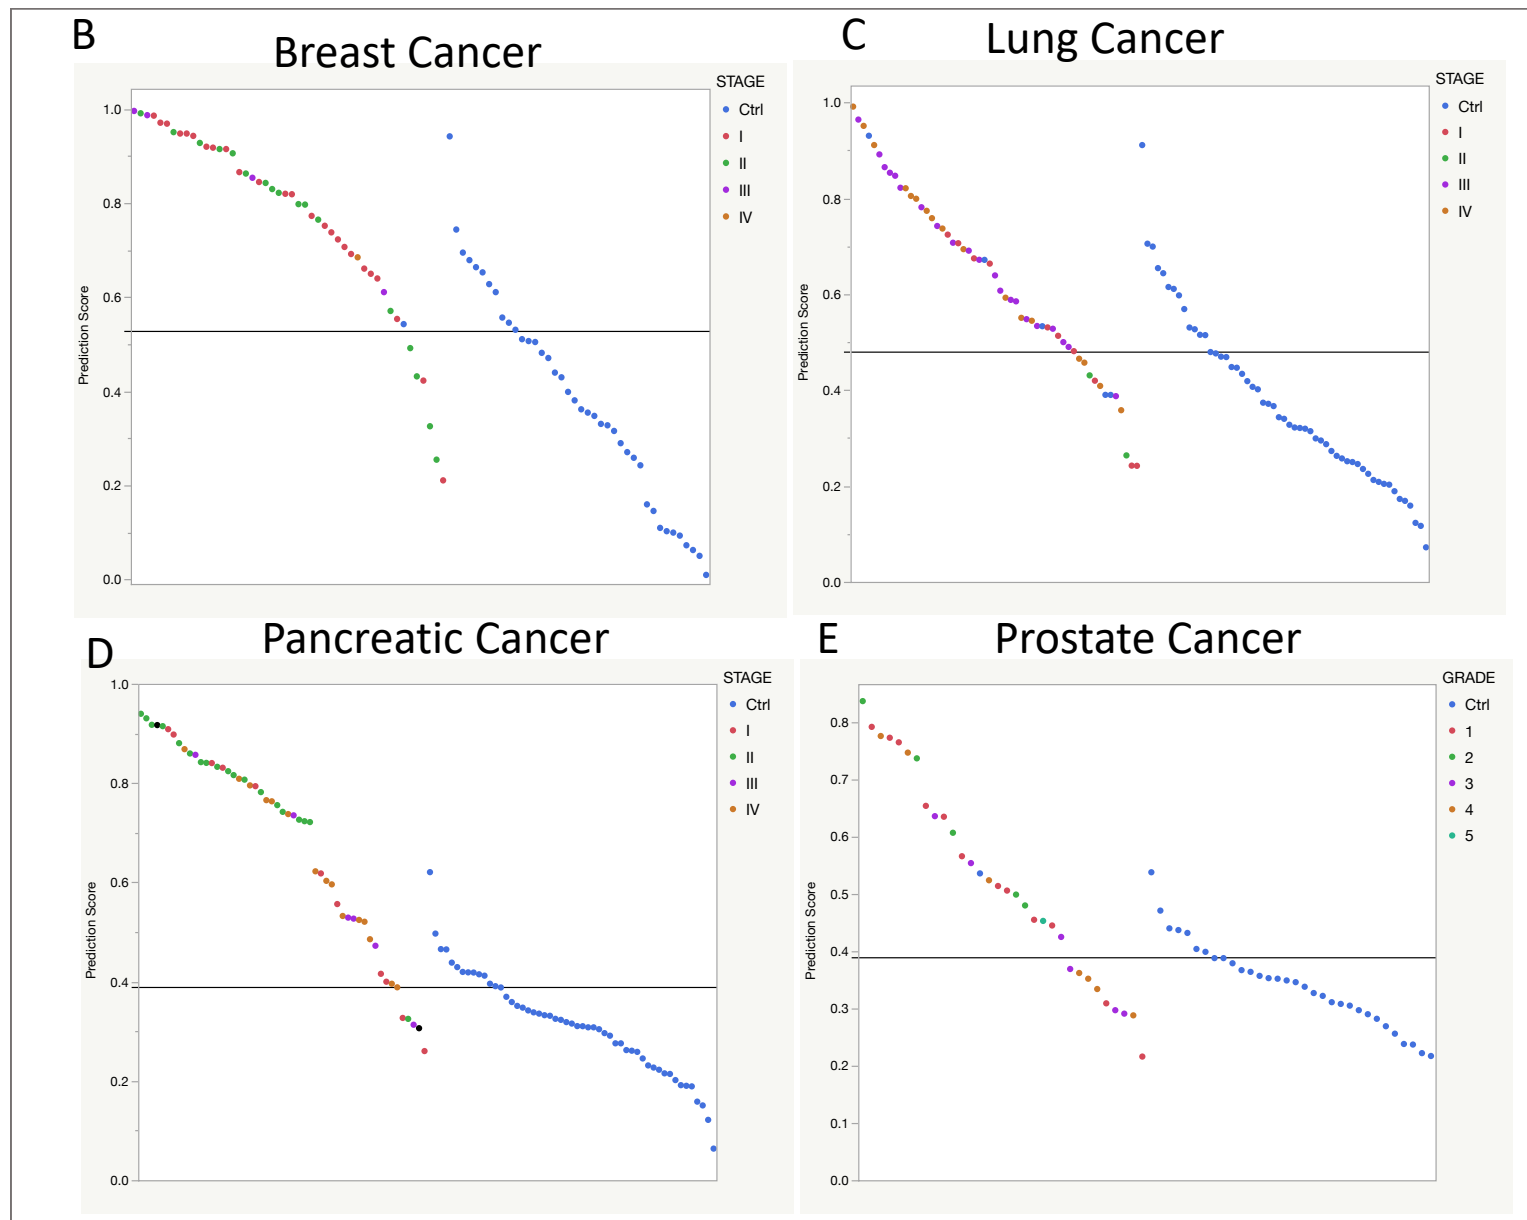 B
Breast Cancer
STAGE
Ctrl
I
II
III
IV
1.0
0.8
0.6
0.4
0.2
0.0
Prediction Score
C
Lung Cancer
STAGE
Ctrl
I
II
III
IV
1.0
0.8
0.6
0.4
0.2
0.0
Prediction Score
D
Pancreatic Cancer
STAGE
Ctrl
I
II
III
IV
1.0
0.8
0.6
0.4
0.2
0.0
Prediction Score
E
Prostate Cancer
GRADE
Ctrl
1
2
3
4
5
0.8
0.7
0.6
0.5
0.4
0.3
0.2
0.1
0.0
Prediction Score